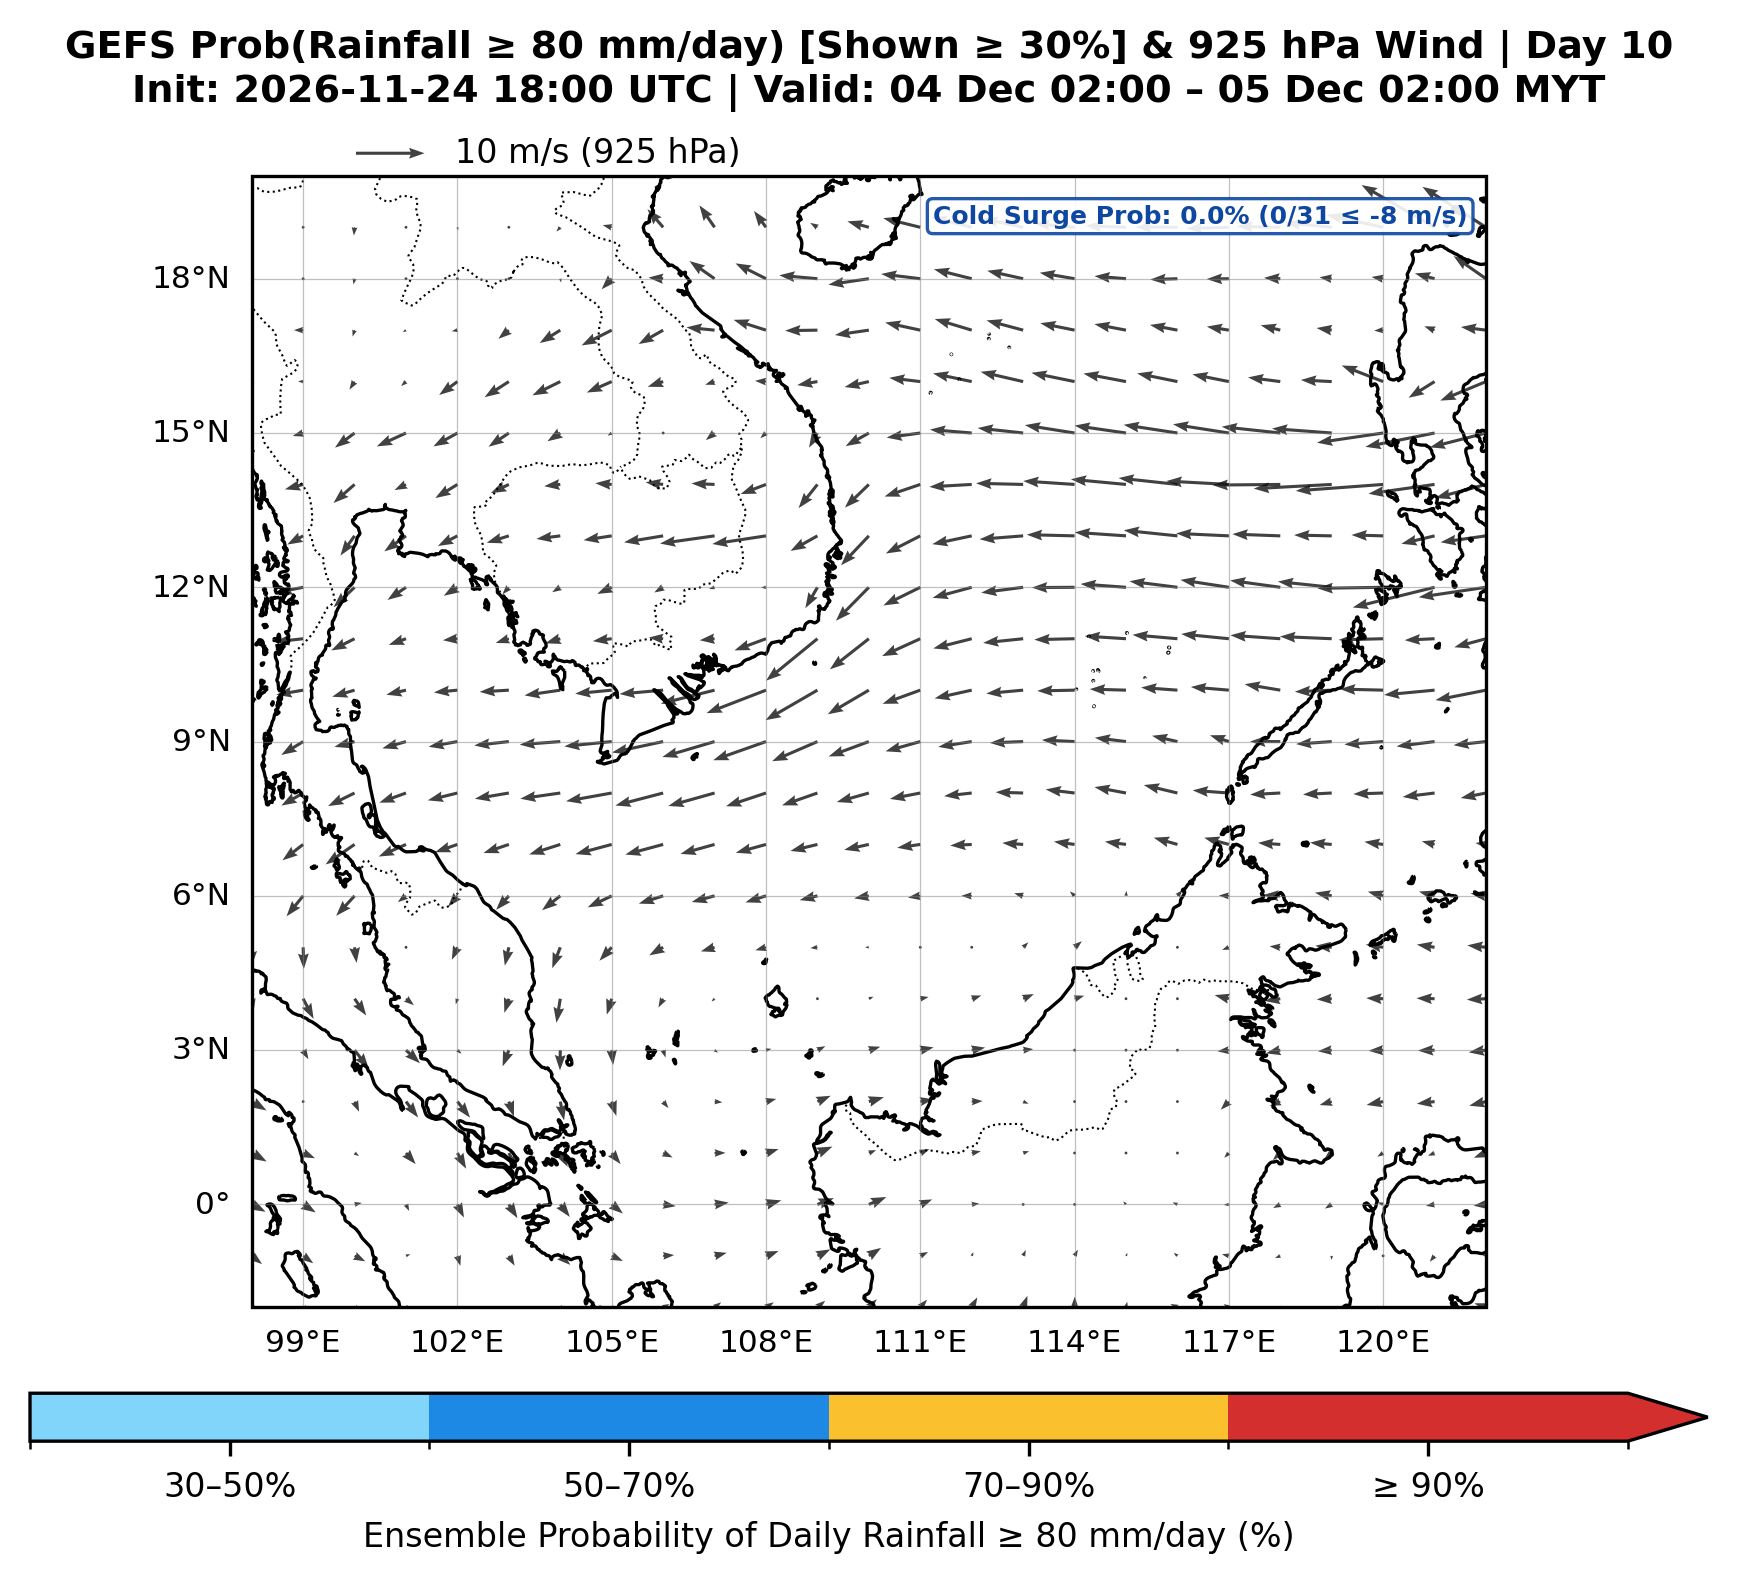 GEFS Prob(Rainfall ≥ 80 mm/day) [Shown ≥ 30%] & 925 hPa Wind | Day 10
Init: 2026-11-24 18:00 UTC | Valid: 04 Dec 02:00 – 05 Dec 02:00 MYT
10 m/s (925 hPa)
Cold Surge Prob: 0.0% (0/31 ≤ -8 m/s)
18°N
15°N
12°N
9°N
6°N
3°N
0°
99°E 102°E 105°E 108°E 111°E 114°E 117°E 120°E
30–50% 50–70% 70–90% ≥ 90%
Ensemble Probability of Daily Rainfall ≥ 80 mm/day (%)